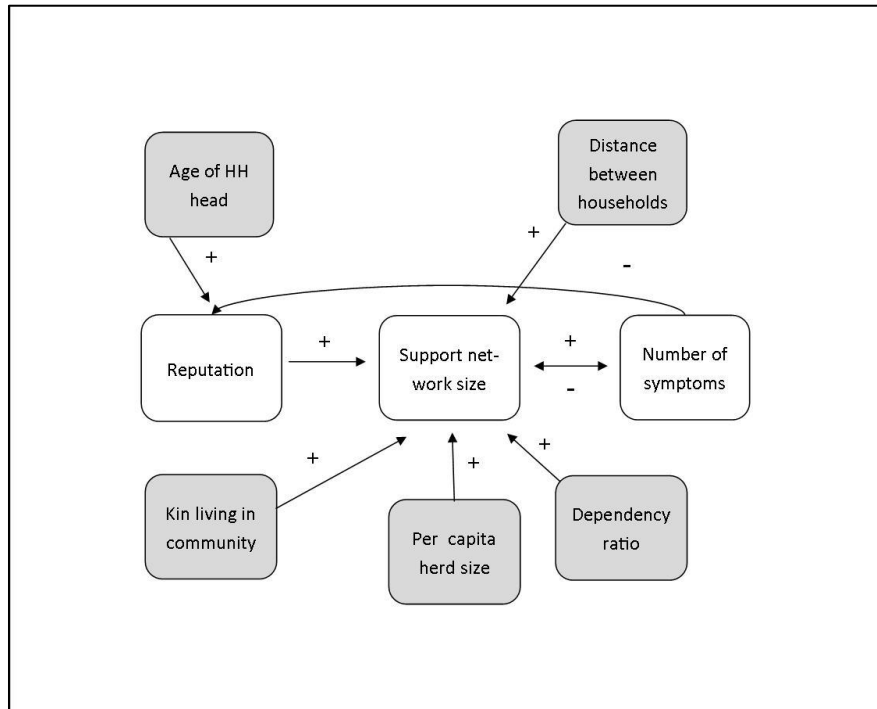 Age of HH
head
Distance
between
households
+
+
-
Reputation
+
Support net-
work size
+
-
Number of
symptoms
+
+
+
Kin living in
community
Per capita
herd size
Dependency
ratio